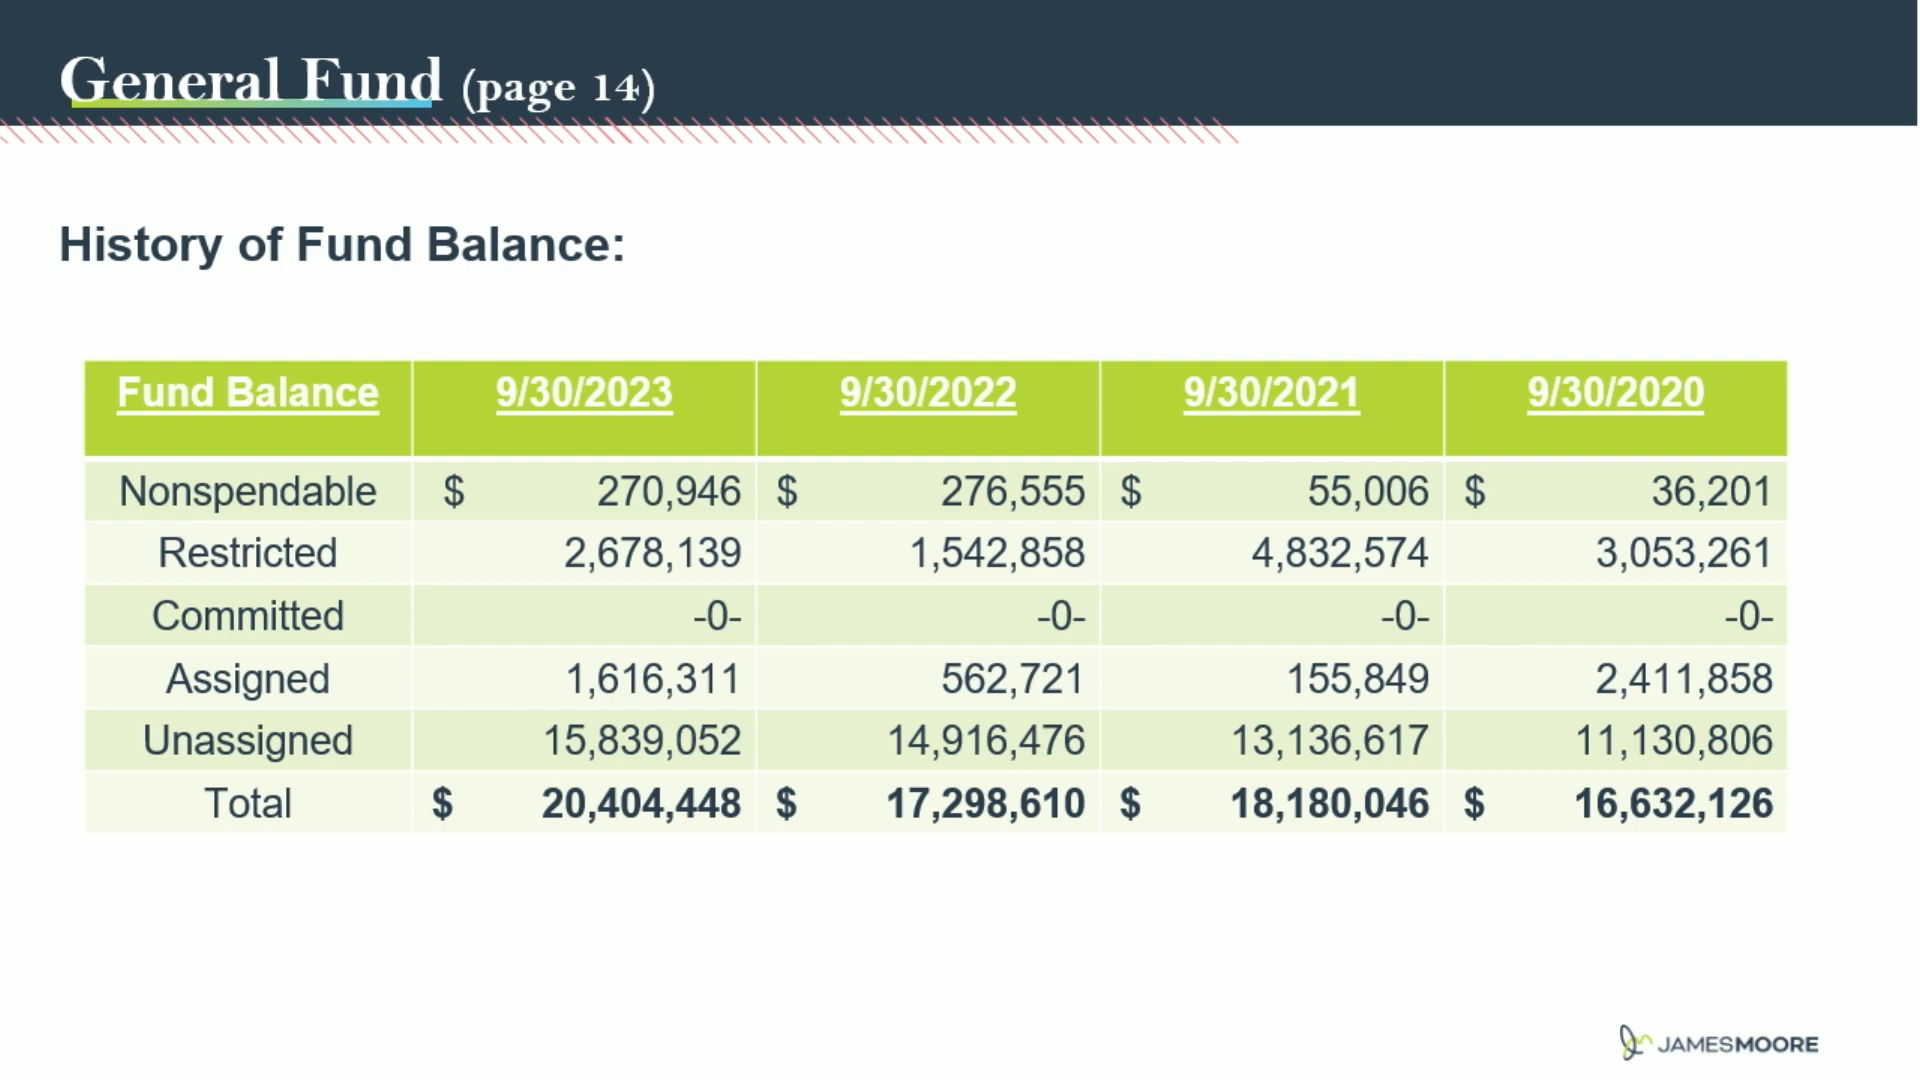 General Fund (page 14)
History of Fund Balance:
Fund Balance 9/30/2023 9/30/2022 9/30/2021 9/30/2020
Nonspendable $ 270,946 $ 276,555 $ 55,006 $ 36,201
Restricted 2,678,139 1,542,858 4,832,574 3,053,261
Committed -0- -0- -0- -0-
Assigned 1,616,311 562,721 155,849 2,411,858
Unassigned 15,839,052 14,916,476 13,136,617 11,130,806
Total $ 20,404,448 $ 17,298,610 $ 18,180,046 $ 16,632,126
JAMESMOORE